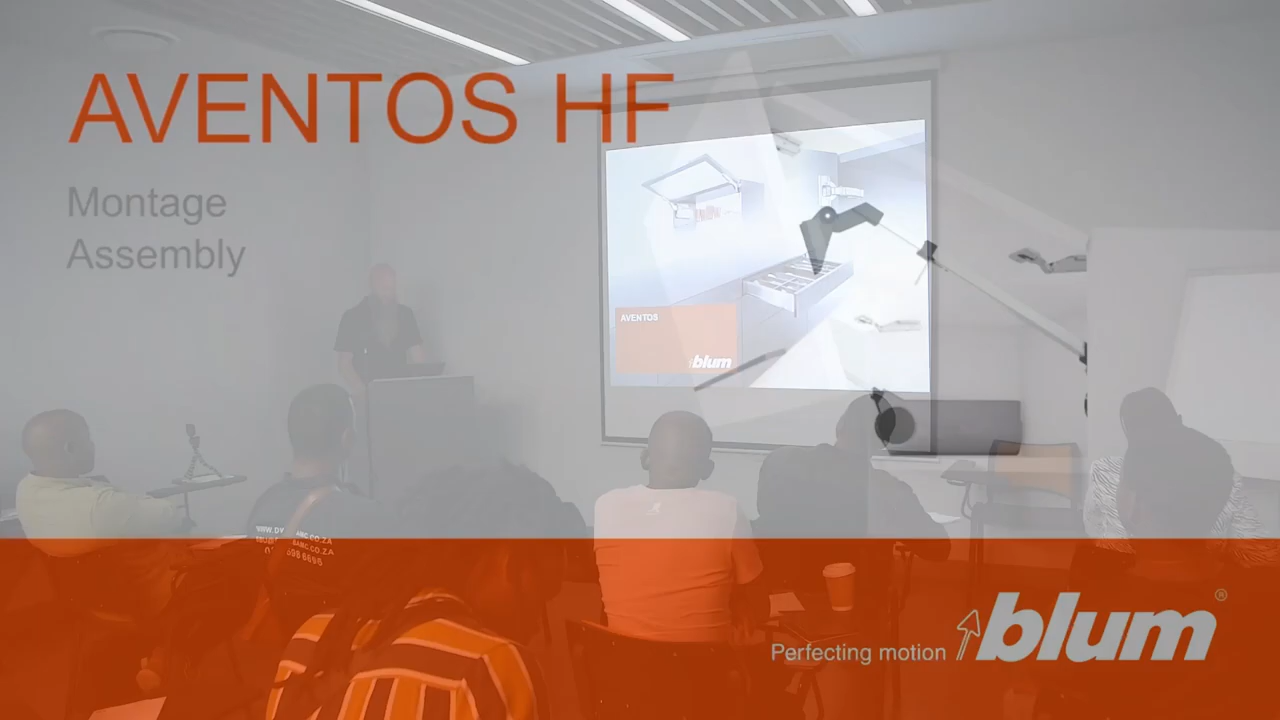 AVENTOS HF
Montage
Assembly
AVENTOS
blum
Perfecting motion
blum®